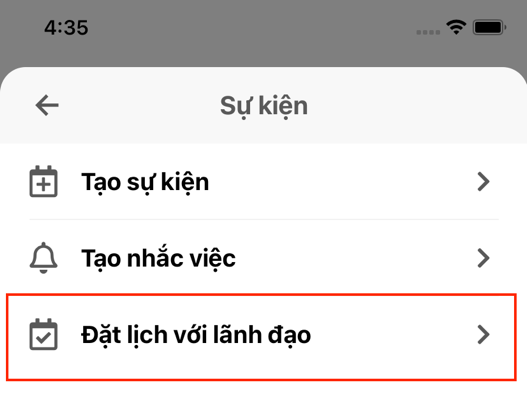 4:35
Sự kiện
Tạo sự kiện
Tạo nhắc việc
Đặt lịch với lãnh đạo